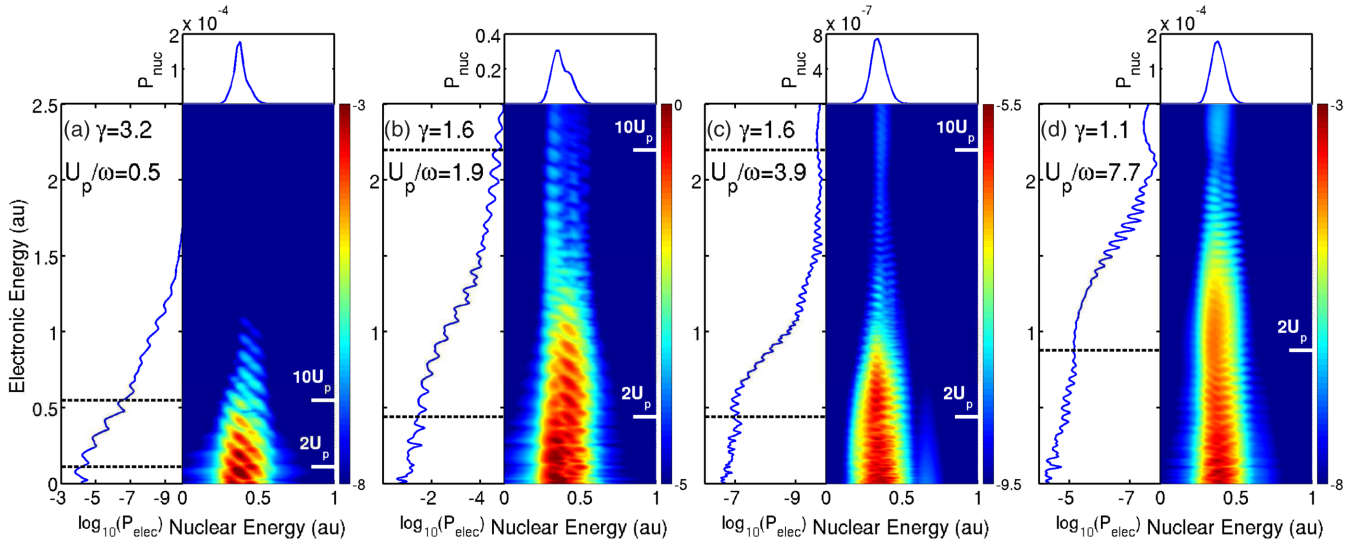 2 × 10^-4
P_nuc
1
0.4
P_nuc
0.2
8 × 10^-7
P_nuc
4
2 × 10^-4
P_nuc
1
Electronic Energy (au)
2.5
2
1.5
1
0.5
0
(a) γ=3.2
U_p/ω=0.5
10U_p
2U_p
-3
-8
(b) γ=1.6
U_p/ω=1.9
10U_p
2U_p
0
-5
(c) γ=1.6
U_p/ω=3.9
10U_p
2U_p
-5.5
-9.5
(d) γ=1.1
U_p/ω=7.7
2U_p
-3
-8
-3 -5 -7 -9 0 0.5 1
-2 -4 0 0.5 1
-7 -9 0 0.5 1
-5 -7 0 0.5 1
log10(P_elec) Nuclear Energy (au)
log10(P_elec) Nuclear Energy (au)
log10(P_elec) Nuclear Energy (au)
log10(P_elec) Nuclear Energy (au)